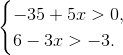 −35 + 5x > 0,
6 − 3x > −3.